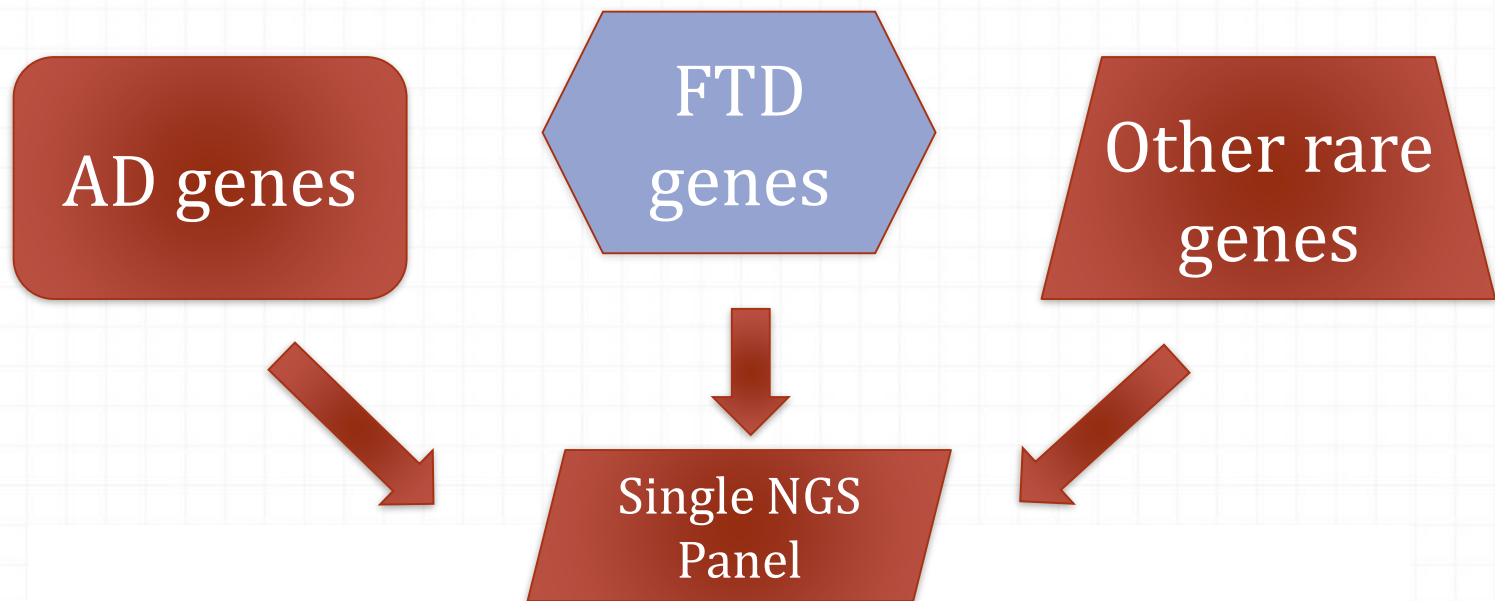 AD genes
FTD
genes
Other rare
genes
Single NGS
Panel